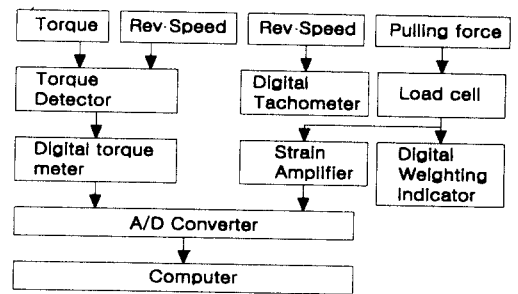 Torque
Rev·Speed
Rev·Speed
Pulling force
Torque
Detector
Digital
Tachometer
Load cell
Digital torque
meter
Strain
Amplifier
Digital
Weighting
indicator
A/D Converter
Computer